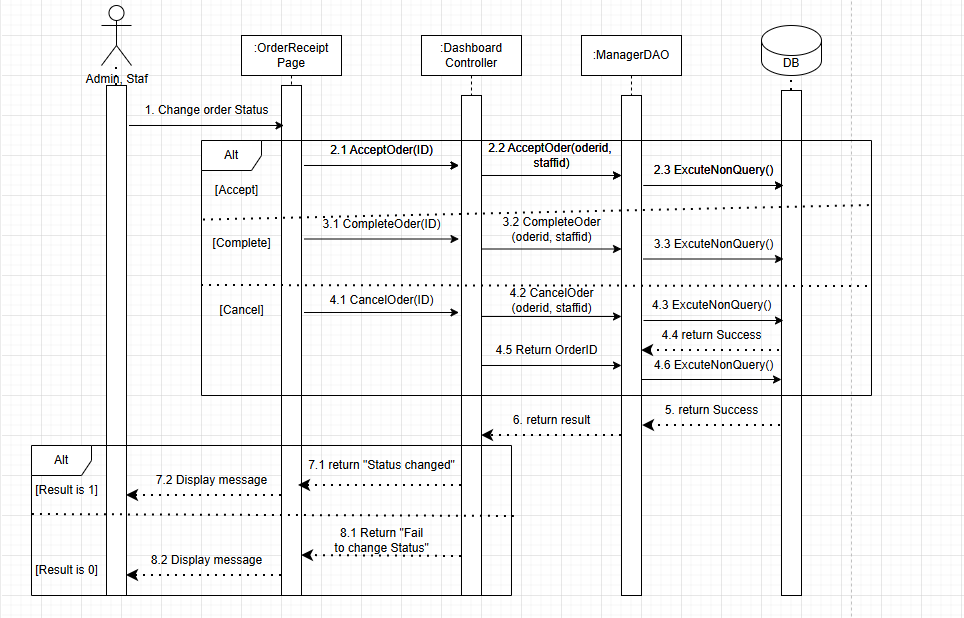 :OrderReceipt
Page
:Dashboard
Controller
:ManagerDAO
DB
Admin, Staf
1. Change order Status
Alt
2.1 AcceptOder(ID)
2.2 AcceptOder(oderid,
staffid)
2.3 ExcuteNonQuery()
[Accept]
3.1 CompleteOder(ID)
3.2 CompleteOder
(oderid, staffid)
3.3 ExcuteNonQuery()
[Complete]
4.1 CancelOder(ID)
4.2 CancelOder
(oderid, staffid)
4.3 ExcuteNonQuery()
[Cancel]
4.4 return Success
4.5 Return OrderID
4.6 ExcuteNonQuery()
5. return Success
6. return result
Alt
7.1 return "Status changed"
7.2 Display message
[Result is 1]
8.1 Return "Fail
to change Status"
8.2 Display message
[Result is 0]